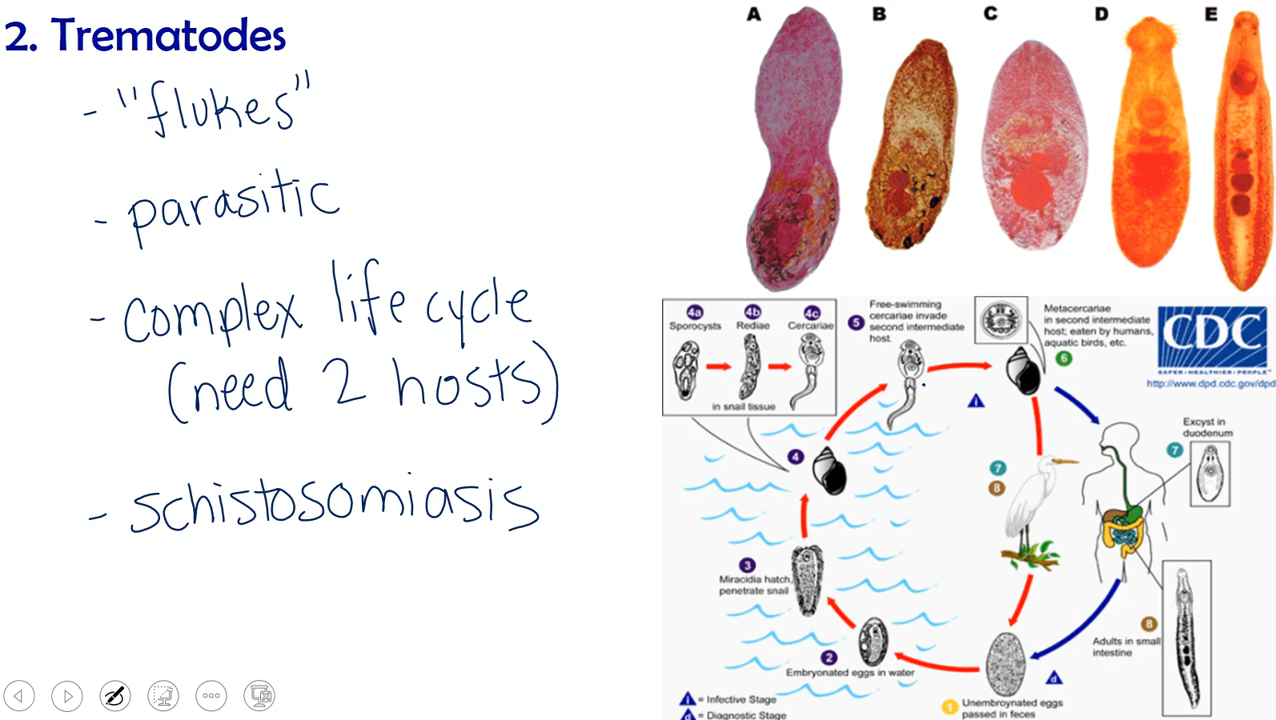 2. Trematodes
- "flukes"
- parasitic
- complex life cycle
(need 2 hosts)
- schistosomiasis
A B C D E
4a 4b 4c
Sporocysts Rediae Cercariae
in snail tissue
5
Free-swimming
cercariae invade
second intermediate
host.
Metacercariae
in second intermediate
host; eaten by humans,
aquatic birds, etc.
6
CDC
SAFER • HEALTHIER • PEOPLE™
http://www.dpd.cdc.gov/dpd
i
4
7
8
Excyst in
duodenum
7
3
Miracidia hatch,
penetrate snail
2
Embryonated eggs in water
8
Adults in small
intestine
d
1
Unembroynated eggs
passed in feces
i = Infective Stage
d = Diagnostic Stage